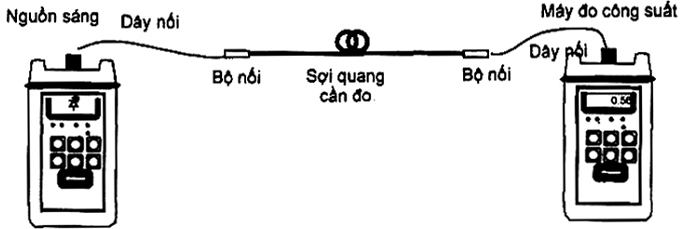 Nguồn sáng
Dây nối
Bộ nối
Sợi quang
cần đo
Bộ nối
Dây nối
Máy đo công suất
0.56